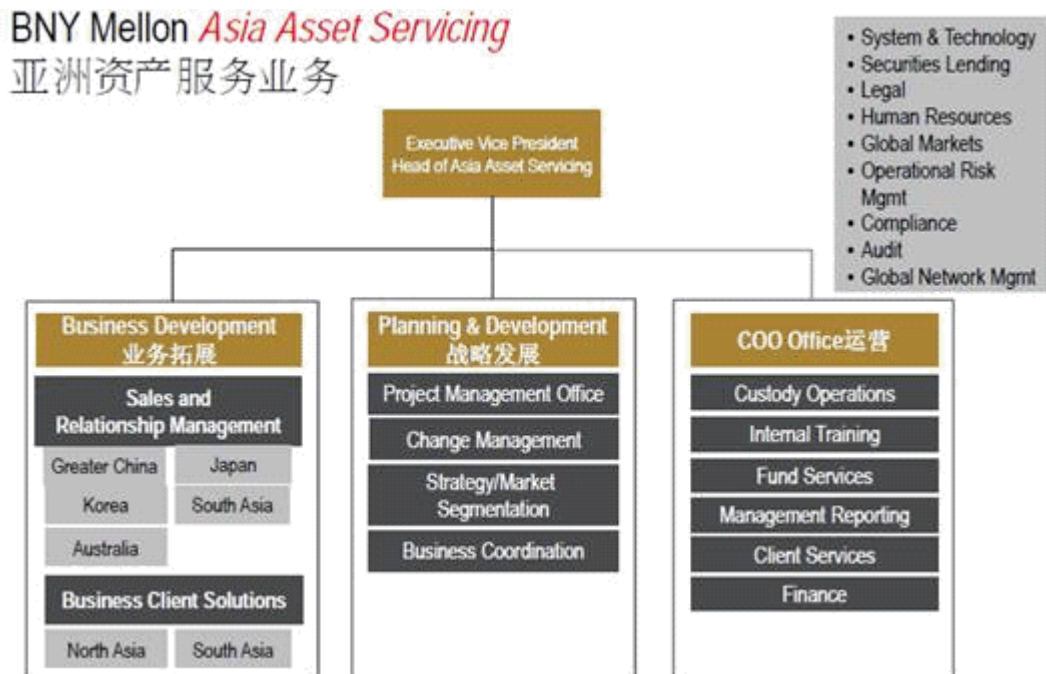 BNY Mellon Asia Asset Servicing
亚洲资产服务业务
• System & Technology
• Securities Lending
• Legal
• Human Resources
• Global Markets
• Operational Risk
Mgmt
• Compliance
• Audit
• Global Network Mgmt
Executive Vice President
Head of Asia Asset Servicing
Business Development
业务拓展
Sales and
Relationship Management
Greater China
Japan
Korea
South Asia
Australia
Business Client Solutions
North Asia
South Asia
Planning & Development
战略发展
Project Management Office
Change Management
Strategy/Market
Segmentation
Business Coordination
COO Office运营
Custody Operations
Internal Training
Fund Services
Management Reporting
Client Services
Finance